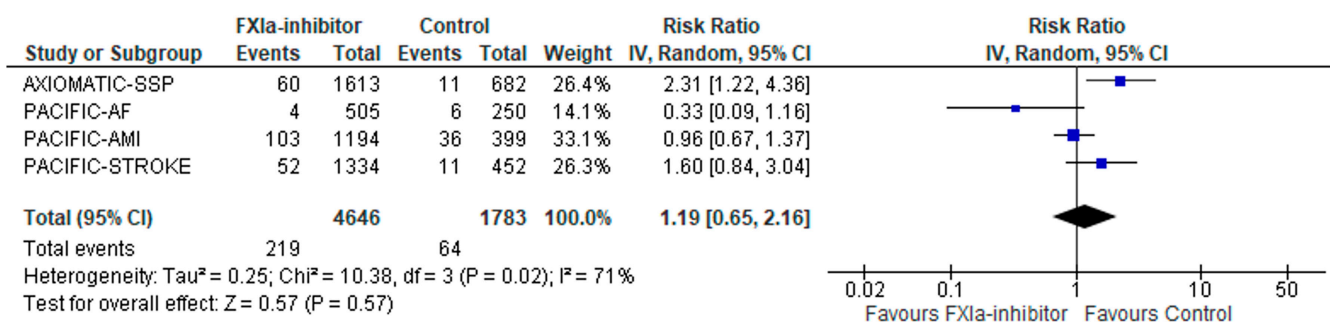 FXIa-inhibitor Control Risk Ratio Risk Ratio
Study or Subgroup Events Total Events Total Weight IV, Random, 95% CI IV, Random, 95% CI
AXIOMATIC-SSP 60 1613 11 682 26.4% 2.31 [1.22, 4.36]
PACIFIC-AF 4 505 6 250 14.1% 0.33 [0.09, 1.16]
PACIFIC-AMI 103 1194 36 399 33.1% 0.96 [0.67, 1.37]
PACIFIC-STROKE 52 1334 11 452 26.3% 1.60 [0.84, 3.04]
Total (95% CI) 4646 1783 100.0% 1.19 [0.65, 2.16]
Total events 219 64
Heterogeneity: Tau² = 0.25; Chi² = 10.38, df = 3 (P = 0.02); I² = 71%
Test for overall effect: Z = 0.57 (P = 0.57)
0.02 0.1 1 10 50
Favours FXIa-inhibitor Favours Control